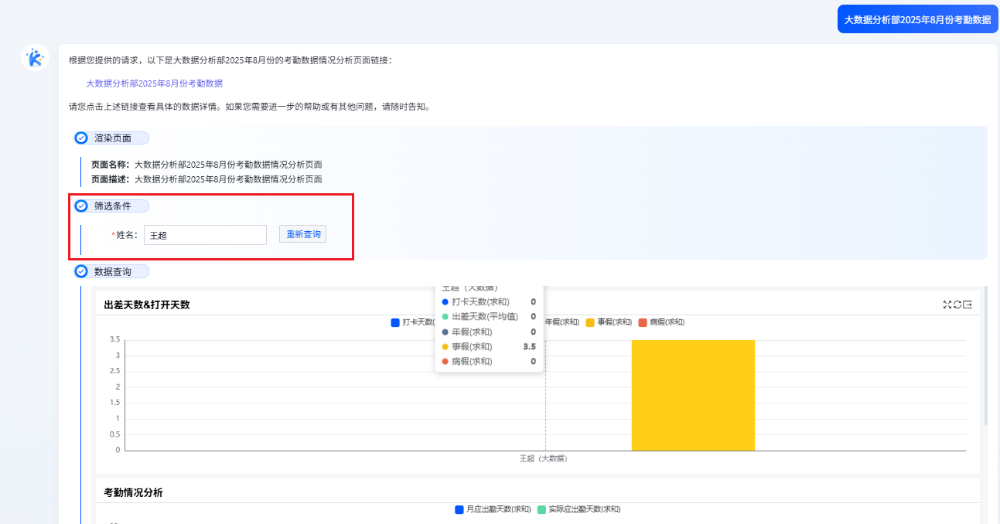 大数据分析部2025年8月份考勤数据
根据您提供的请求，以下是大数据分析部2025年8月份的考勤数据情况分析页面链接：
大数据分析部2025年8月份考勤数据
请您点击上述链接查看具体的数据详情。如果您需要进一步的帮助或有其他问题，请随时告知。
渲染页面
页面名称：大数据分析部2025年8月份考勤数据情况分析页面
页面描述：大数据分析部2025年8月份考勤数据情况分析页面
筛选条件
*姓名： 王超 重新查询
数据查询
出差天数&打开天数
王超（大数据）
打卡天数(求和) 0
出差天数(平均值) 0
年假(求和) 0
事假(求和) 3.5
病假(求和) 0
打卡天数( 年假(求和) 事假(求和) 病假(求和)
3.5
3
2.5
2
1.5
1
0.5
0
王超（大数据）
考勤情况分析
月应出勤天数(求和) 实际应出勤天数(求和)